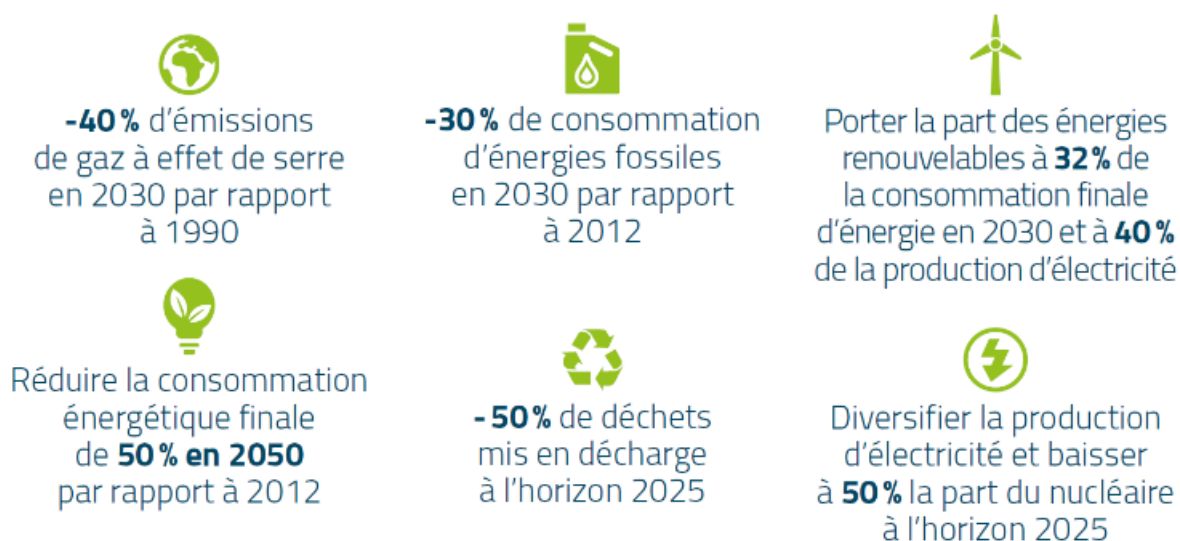 -40 % d’émissions
de gaz à effet de serre
en 2030 par rapport
à 1990
-30 % de consommation
d’énergies fossiles
en 2030 par rapport
à 2012
Porter la part des énergies
renouvelables à 32 % de
la consommation finale
d’énergie en 2030 et à 40 %
de la production d’électricité
Réduire la consommation
énergétique finale
de 50 % en 2050
par rapport à 2012
- 50 % de déchets
mis en décharge
à l’horizon 2025
Diversifier la production
d’électricité et baisser
à 50 % la part du nucléaire
à l’horizon 2025